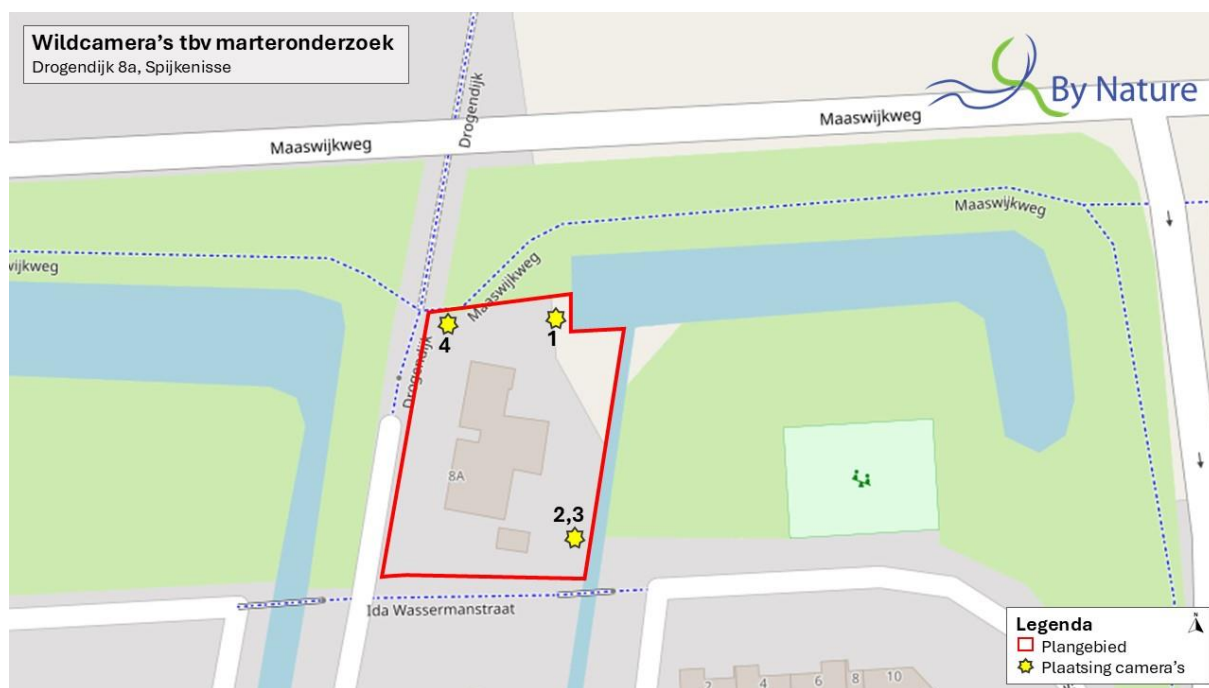 Wildcamera’s tbv marteronderzoek
Drogendijk 8a, Spijkenisse
By Nature
Drogendijk
Maaswijkweg
Maaswijkweg
Maaswijkweg
wijkweg
Maaswijkweg
Drogendijk
4
1
8A
2,3
Ida Wassermanstraat
Legenda
Plangebied
Plaatsing camera’s
2
4
6
8
10